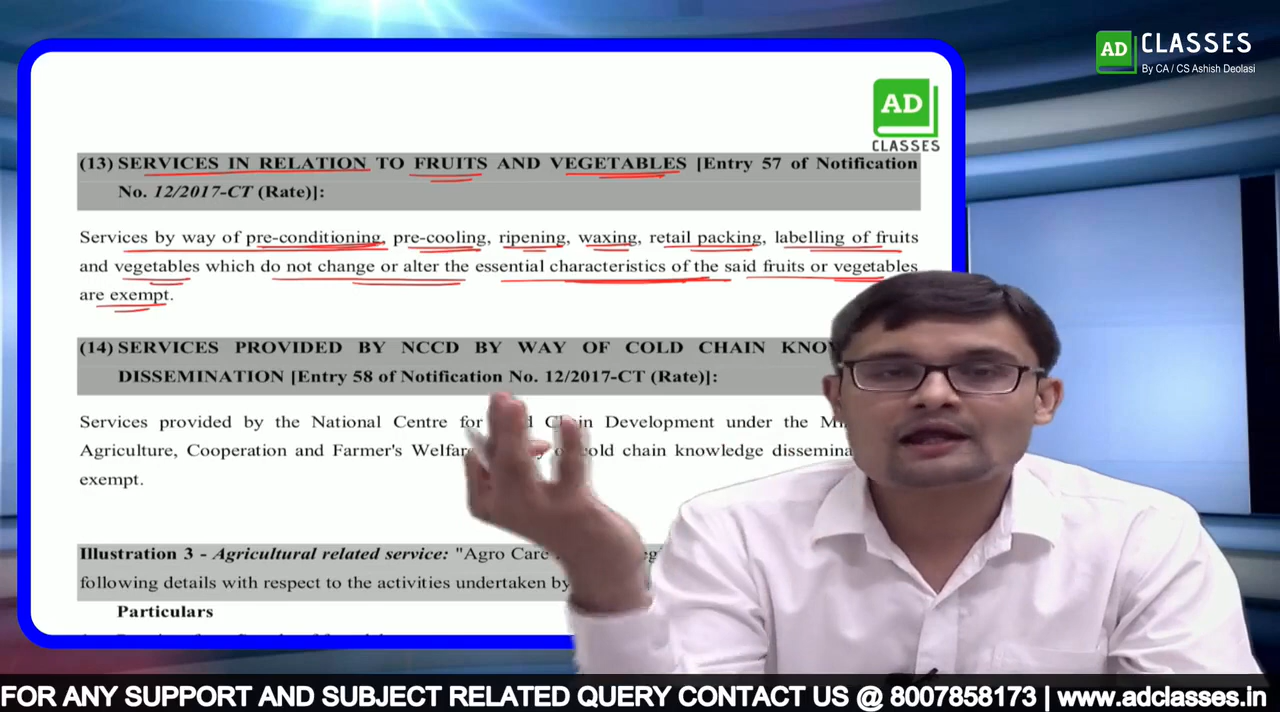 AD CLASSES
By CA / CS Ashish Deolasi
AD
CLASSES
(13) SERVICES IN RELATION TO FRUITS AND VEGETABLES [Entry 57 of Notification
No. 12/2017-CT (Rate)]:
Services by way of pre-conditioning, pre-cooling, ripening, waxing, retail packing, labelling of fruits
and vegetables which do not change or alter the essential characteristics of the said fruits or vegetables
are exempt.
(14) SERVICES PROVIDED BY NCCD BY WAY OF COLD CHAIN
DISSEMINATION [Entry 58 of Notification No. 12/2017-CT (Rate)]:
Services provided by the National Centre for Chain Development under the
Agriculture, Cooperation and Farmer's cold chain knowledge
exempt.
Illustration 3 - Agricultural related service: "Agro Care
following details with respect to the activities undertaken by
Particulars
FOR ANY SUPPORT AND SUBJECT RELATED QUERY CONTACT US @ 8007858173 | www.adclasses.in